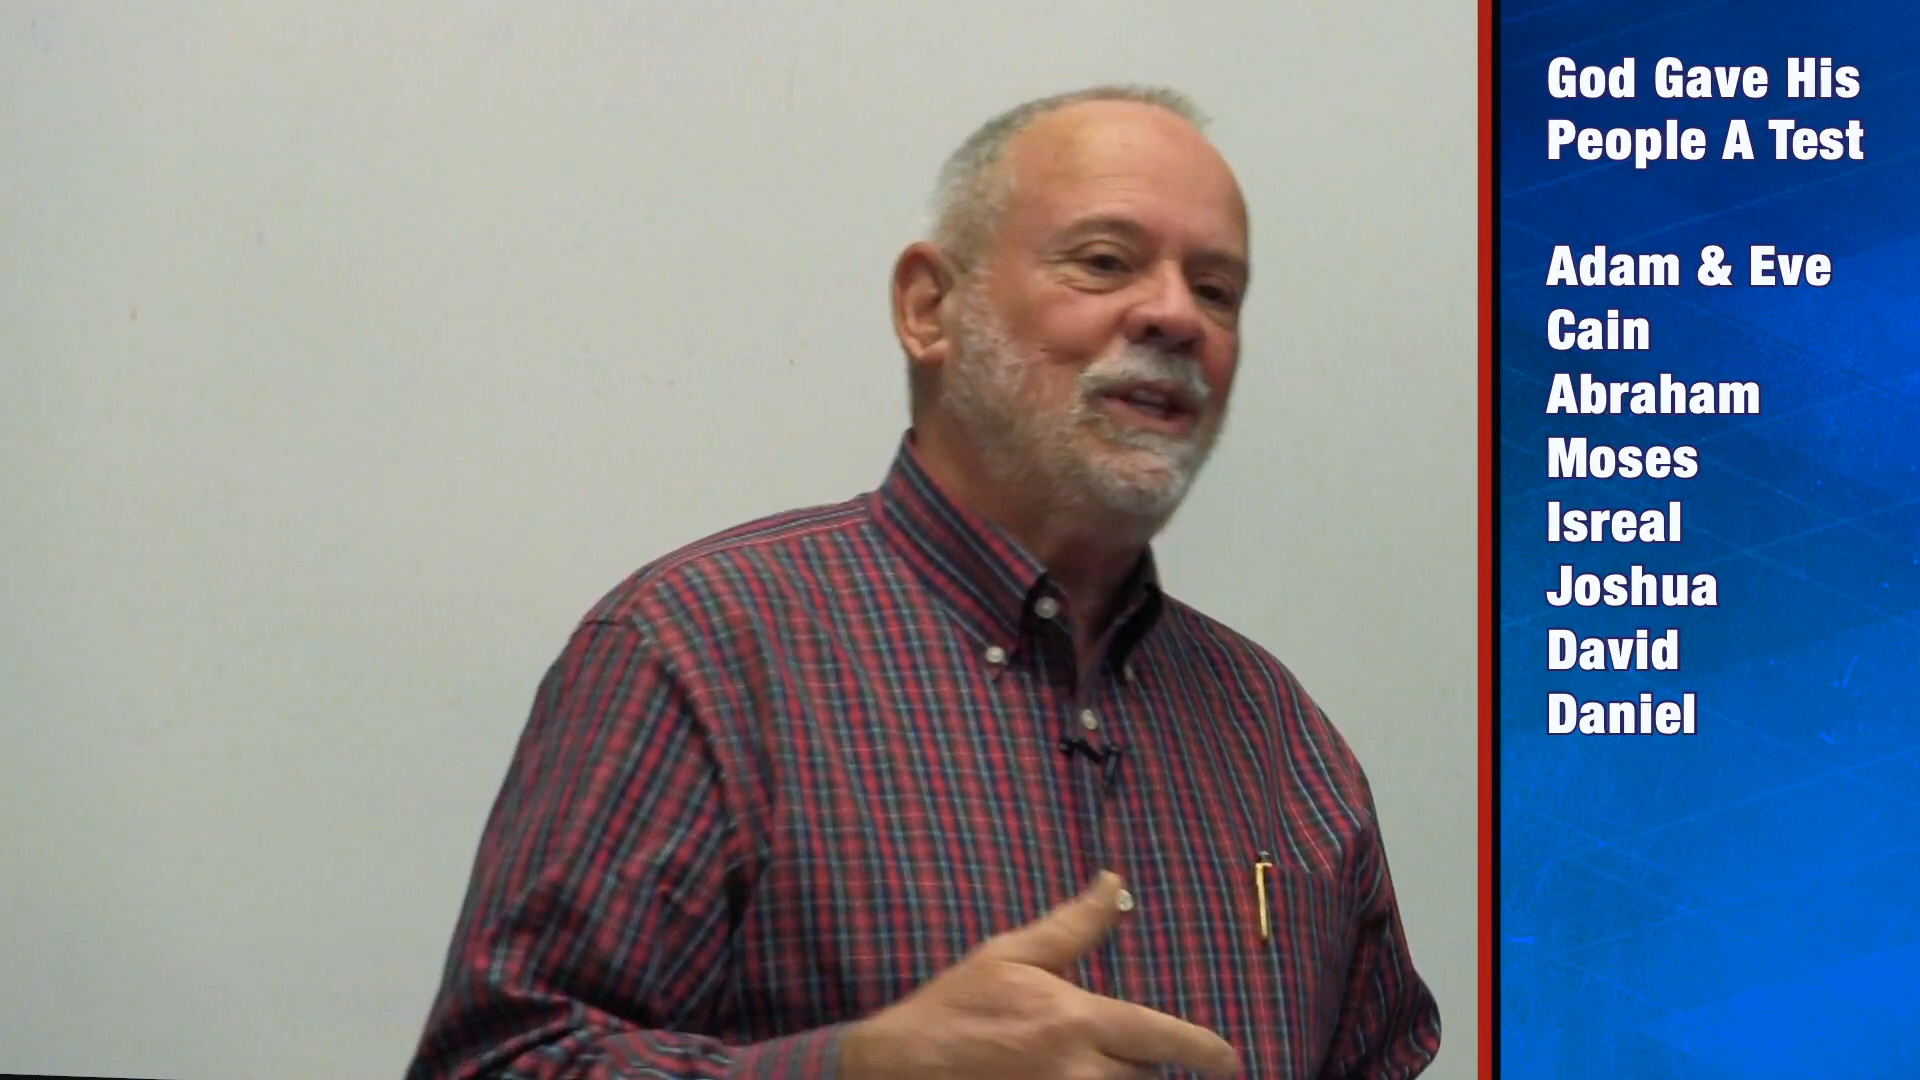 God Gave His
People A Test
Adam & Eve
Cain
Abraham
Moses
Isreal
Joshua
David
Daniel